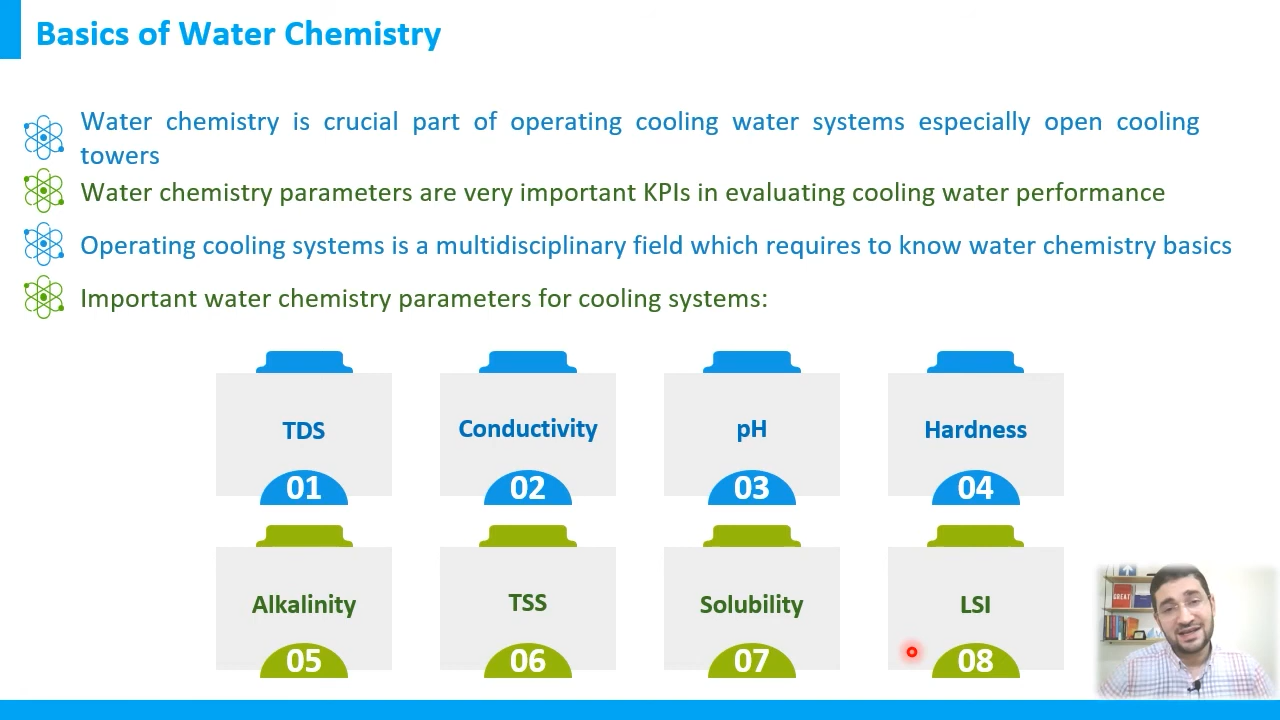 Basics of Water Chemistry
Water chemistry is crucial part of operating cooling water systems especially open cooling
towers
Water chemistry parameters are very important KPIs in evaluating cooling water performance
Operating cooling systems is a multidisciplinary field which requires to know water chemistry basics
Important water chemistry parameters for cooling systems:
TDS
01
Conductivity
02
pH
03
Hardness
04
Alkalinity
05
TSS
06
Solubility
07
LSI
08
GREAT